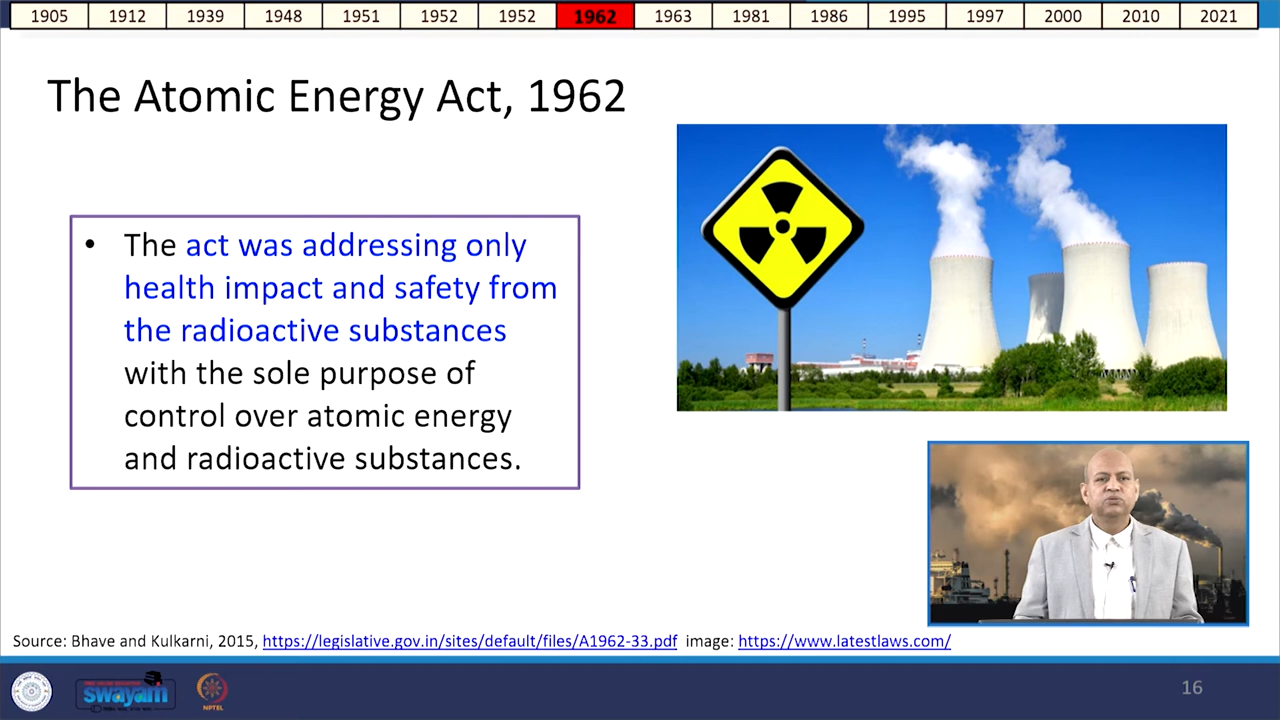 1905 1912 1939 1948 1951 1952 1952 1962 1963 1981 1986 1995 1997 2000 2010 2021
The Atomic Energy Act, 1962
• The act was addressing only
health impact and safety from
the radioactive substances
with the sole purpose of
control over atomic energy
and radioactive substances.
Source: Bhave and Kulkarni, 2015, https://legislative.gov.in/sites/default/files/A1962-33.pdf image: https://www.latestlaws.com/
swayam
NPTEL
16